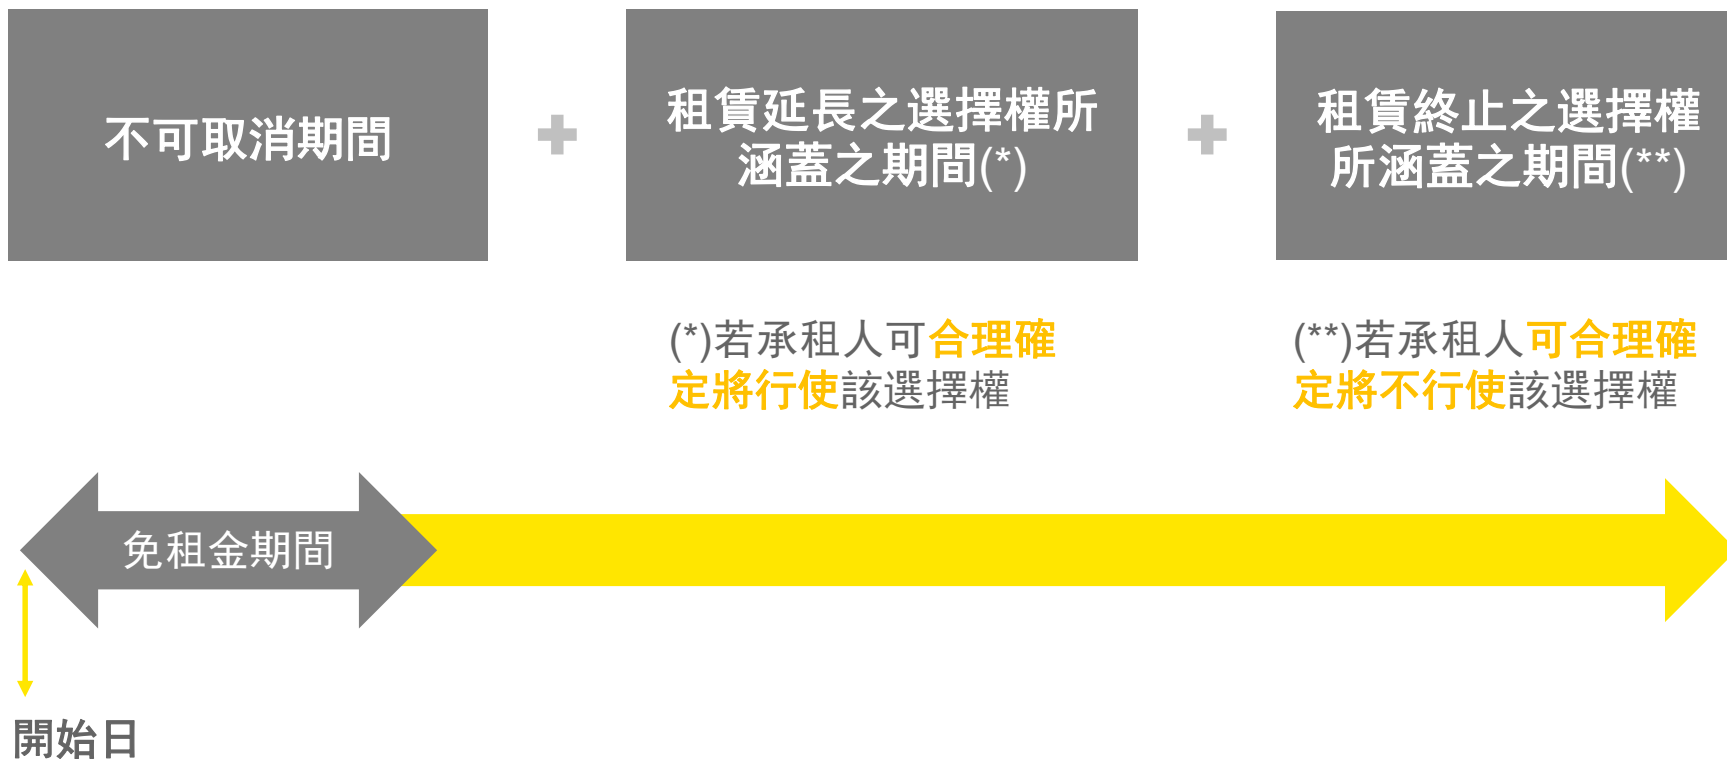 不可取消期間
租賃延長之選擇權所
涵蓋之期間(*)
租賃終止之選擇權
所涵蓋之期間(**)
(*)若承租人可合理確
定將行使該選擇權
(**)若承租人可合理確
定將不行使該選擇權
免租金期間
開始日